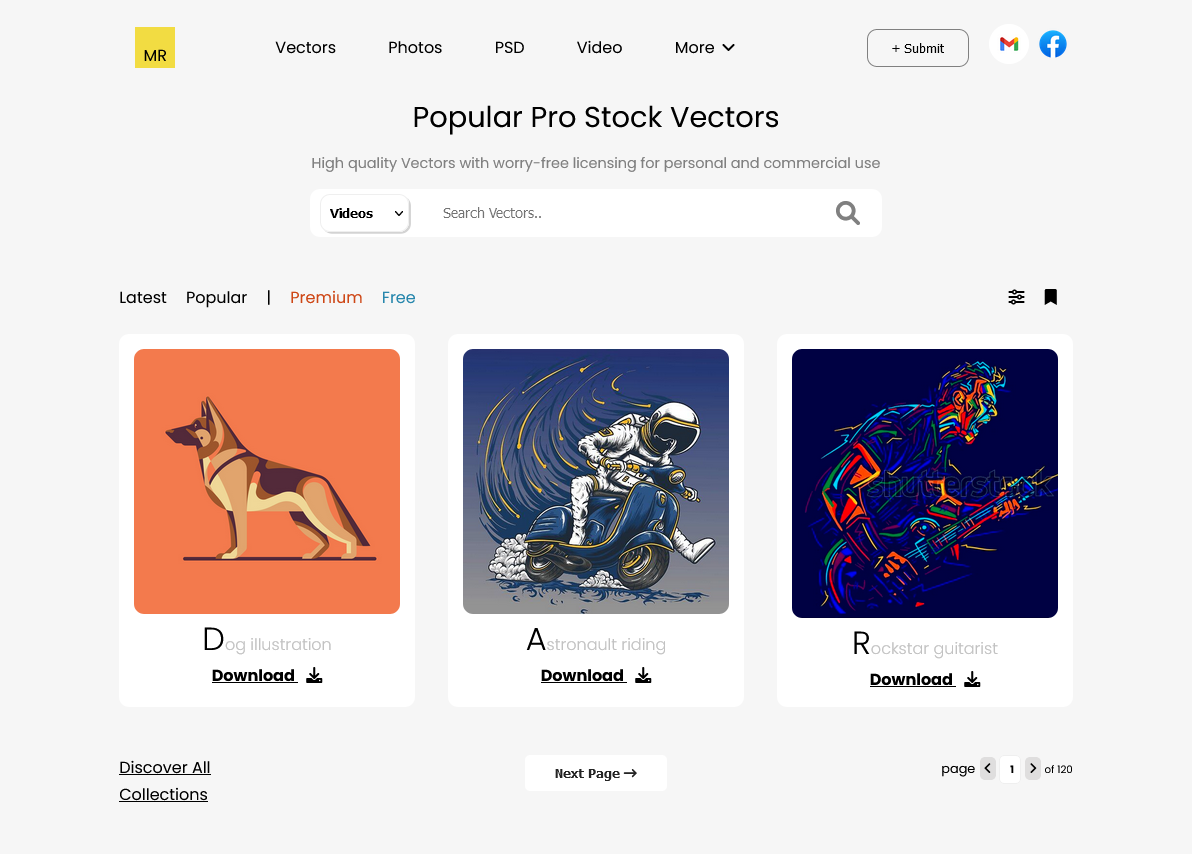 MR
Vectors Photos PSD Video More
+ Submit
Popular Pro Stock Vectors
High quality Vectors with worry-free licensing for personal and commercial use
Videos Search Vectors..
Latest Popular | Premium Free
shutterstock
Dog illustration Astronaut riding Rockstar guitarist
Download Download Download
Discover All
Collections
Next Page →
page 1 of 120